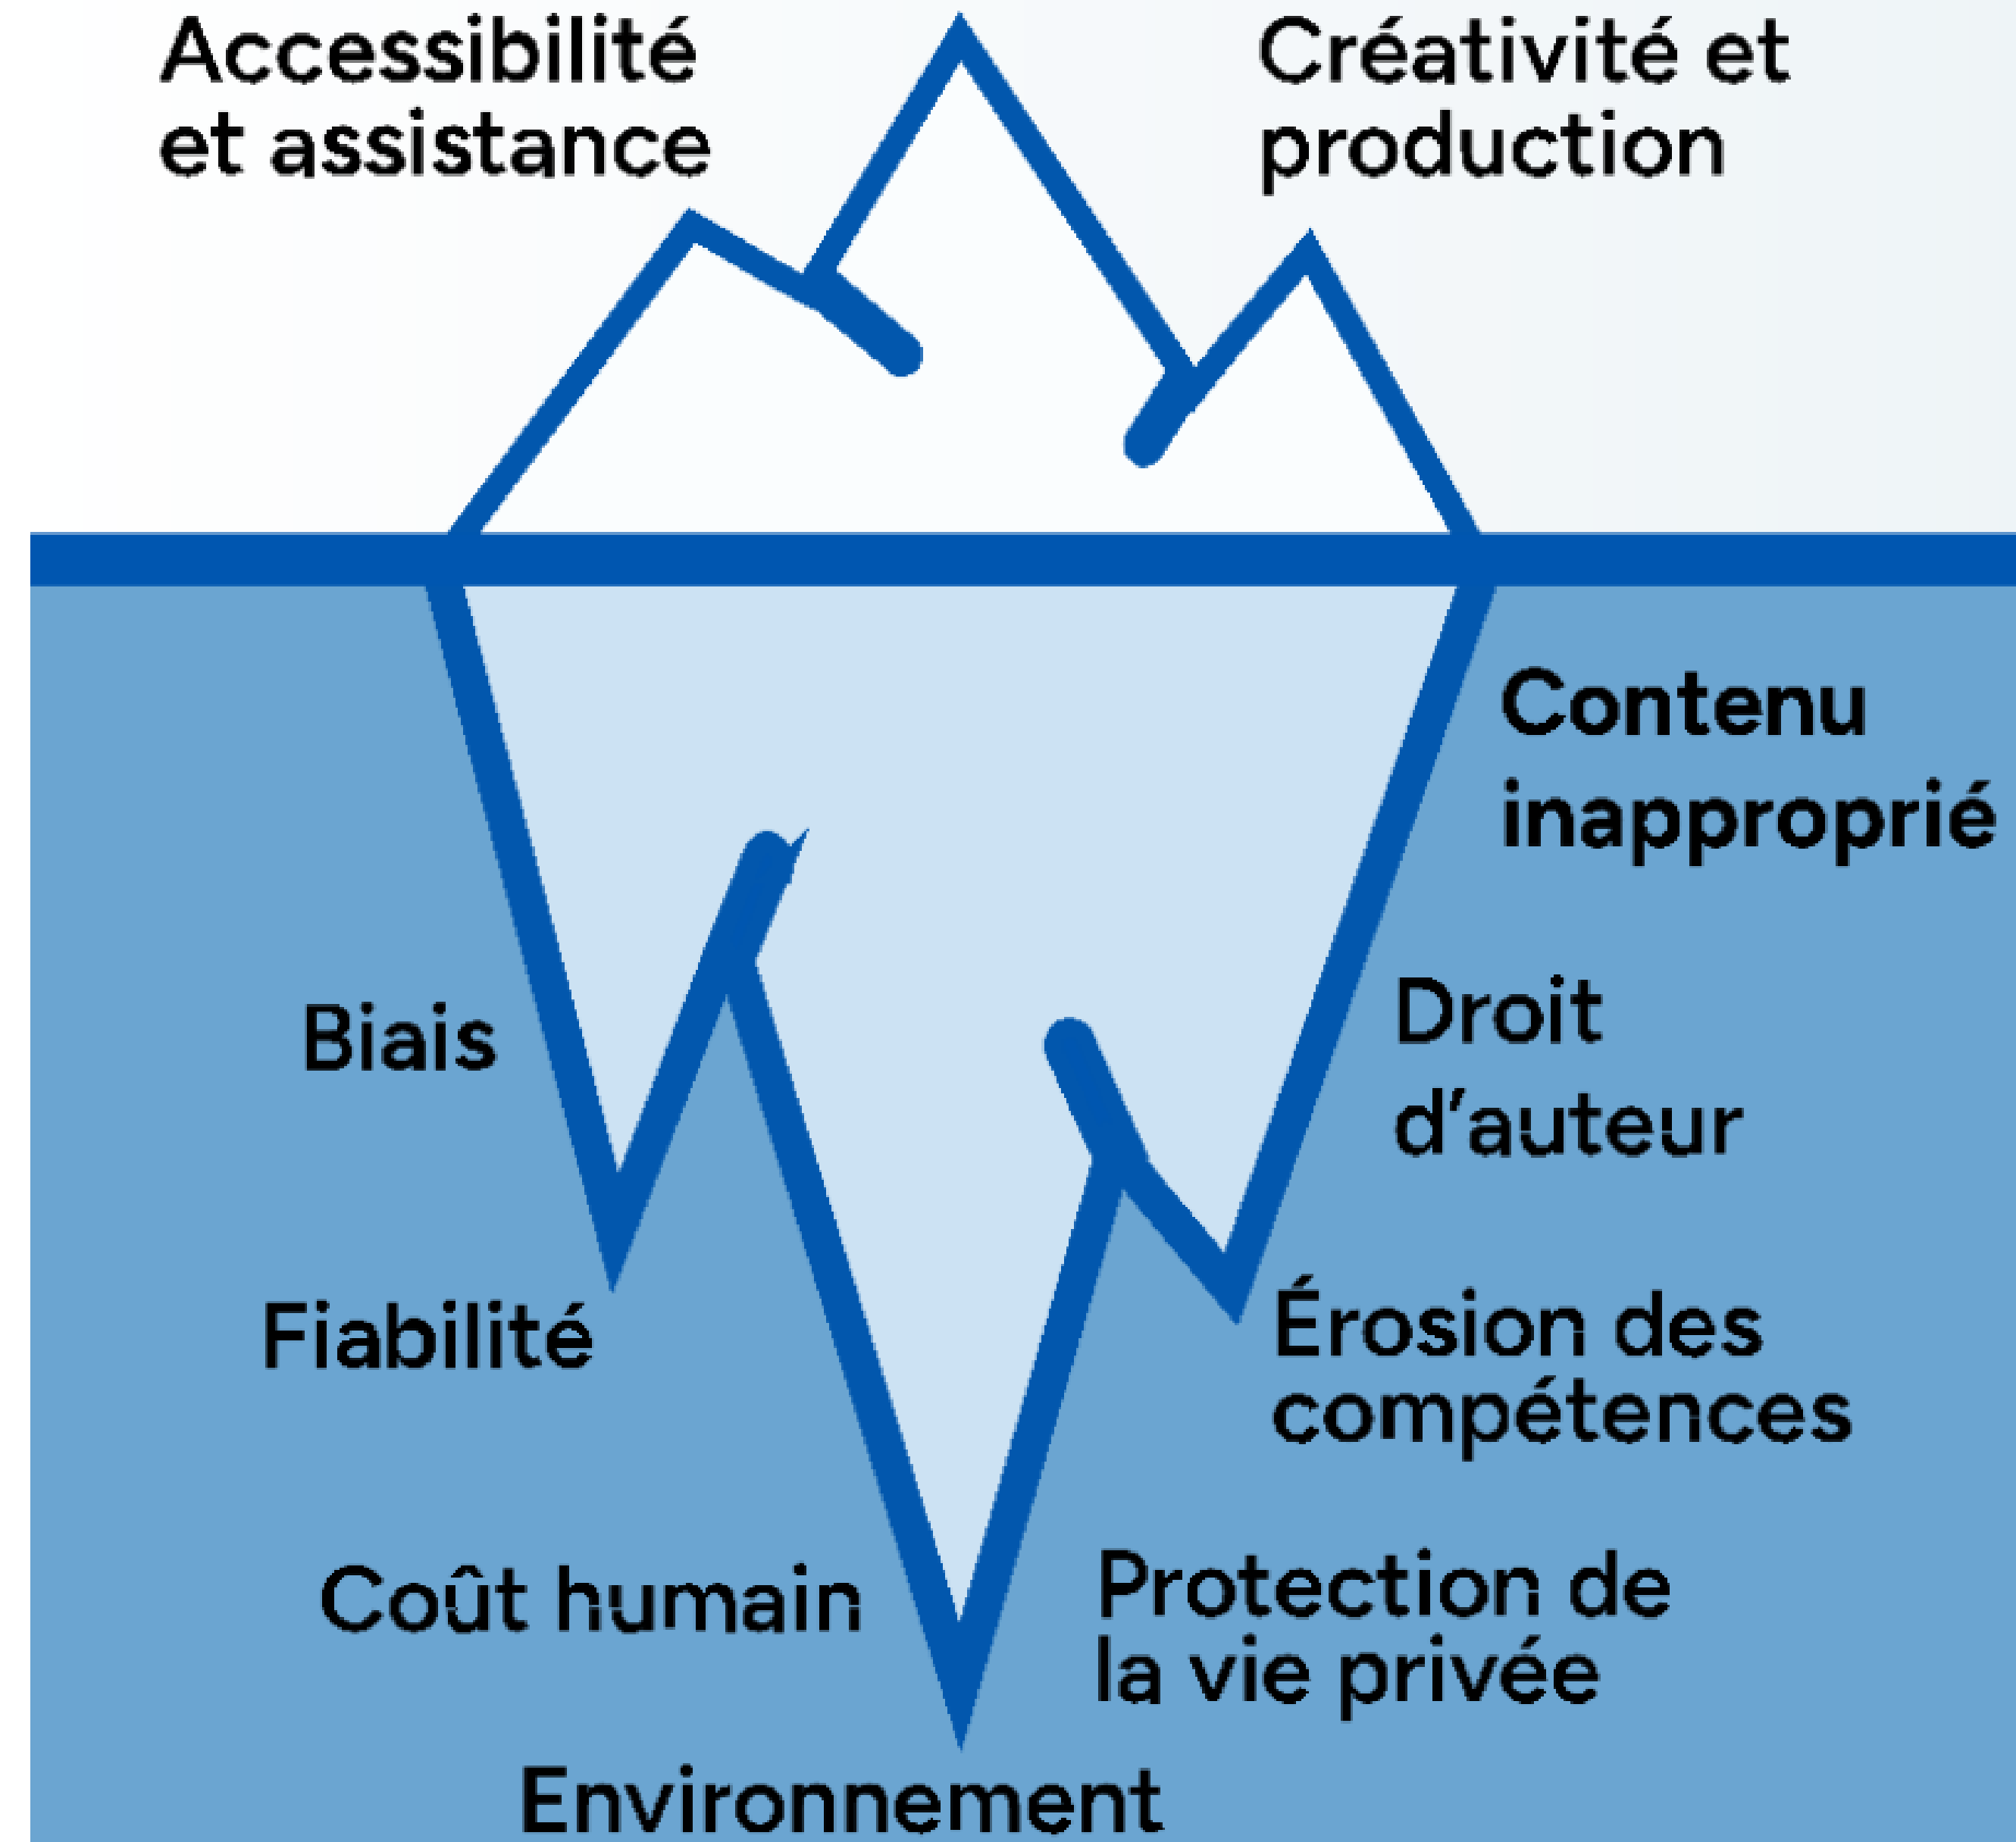 Accessibilité
et assistance
Créativité et
production
Contenu
inapproprié
Biais
Droit
d’auteur
Fiabilité
Érosion des
compétences
Coût humain
Protection de
la vie privée
Environnement